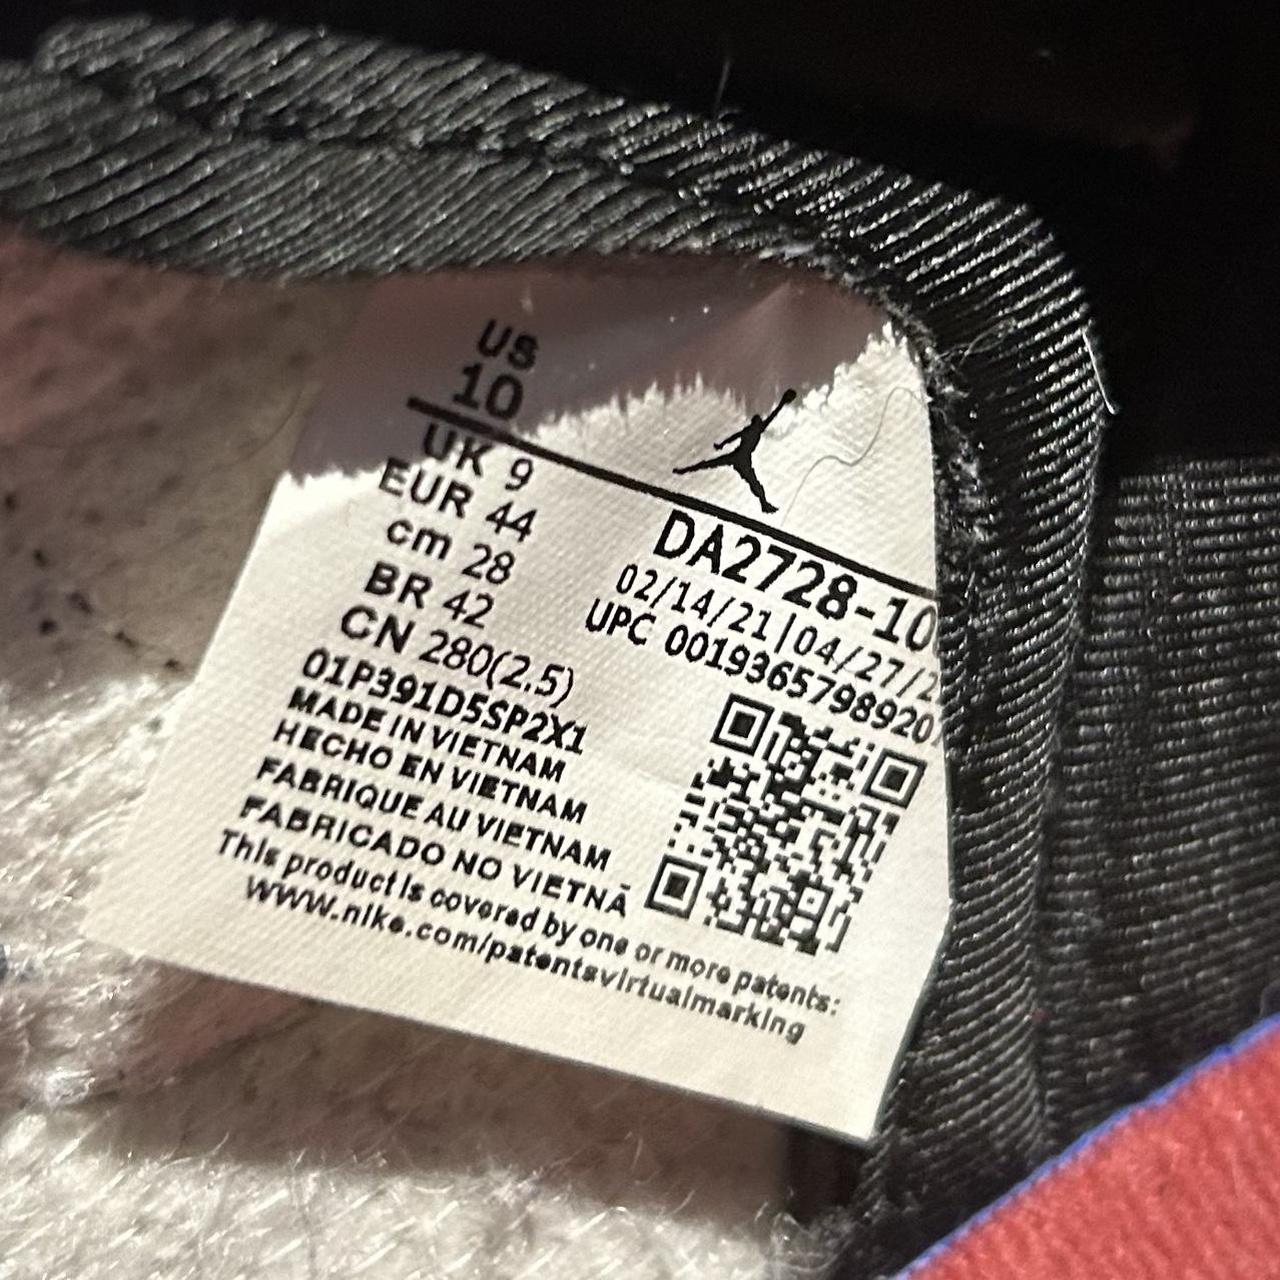 US
10
UK 9
EUR 44
cm 28
BR 42
CN 280(2.5)
01P391D5SP2X1
MADE IN VIETNAM
HECHO EN VIETNAM
FABRIQUE AU VIETNAM
FABRICADO NO VIETNÃ
This product is covered by one or more patents:
www.nike.com/patentsvirtualmarking
DA2728-10
02/14/21|04/27/2
UPC 0019365798920